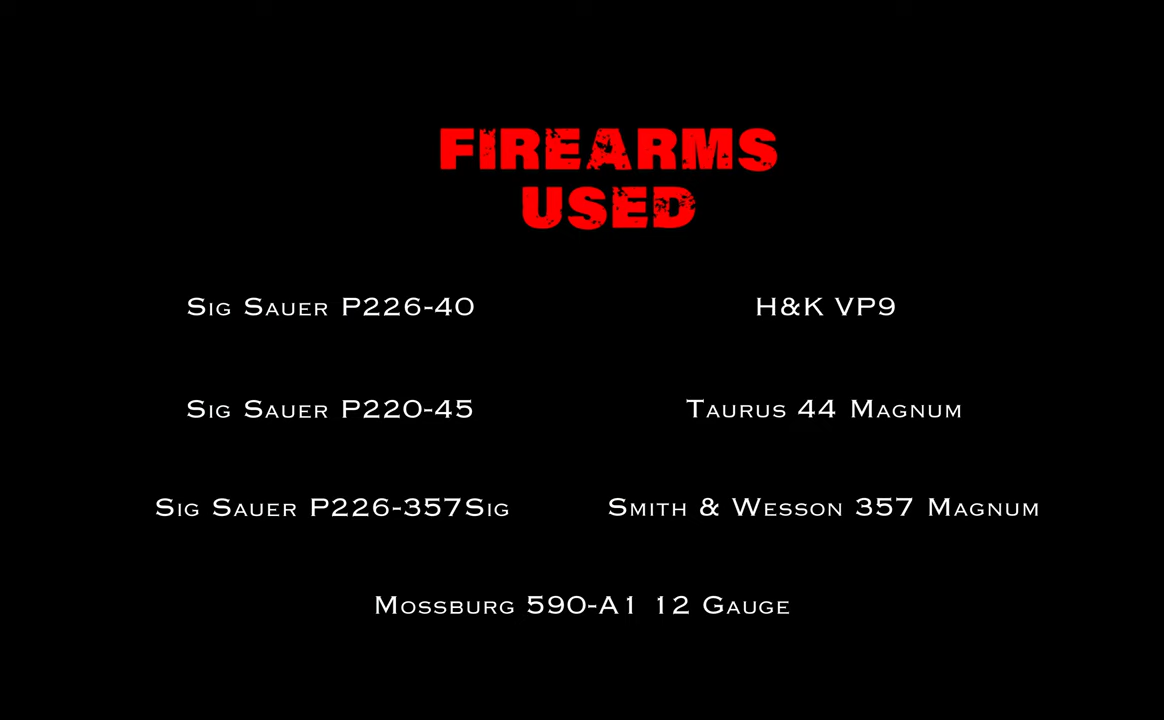 FIREARMS
USED
Sig Sauer P226-40
H&K VP9
Sig Sauer P220-45
Taurus 44 Magnum
Sig Sauer P226-357Sig
Smith & Wesson 357 Magnum
Mossburg 590-A1 12 Gauge